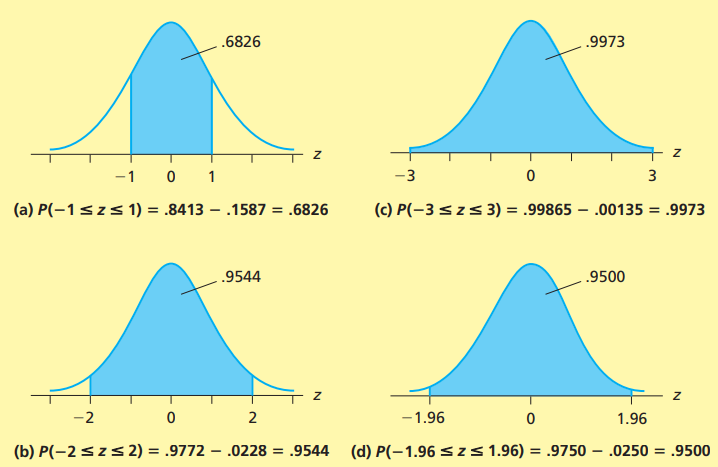 .6826
z
−1 0 1
(a) P(−1 ≤ z ≤ 1) = .8413 − .1587 = .6826
.9973
z
−3 0 3
(c) P(−3 ≤ z ≤ 3) = .99865 − .00135 = .9973
.9544
z
−2 0 2
(b) P(−2 ≤ z ≤ 2) = .9772 − .0228 = .9544
.9500
z
−1.96 0 1.96
(d) P(−1.96 ≤ z ≤ 1.96) = .9750 − .0250 = .9500